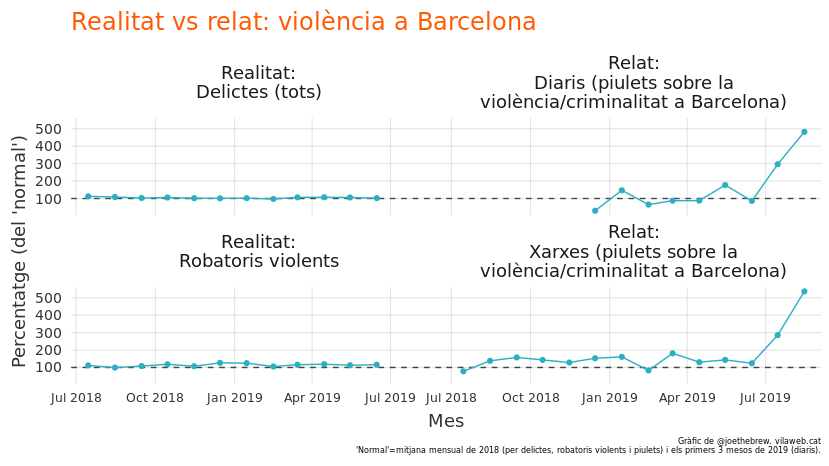 Realitat vs relat: violència a Barcelona
Realitat:
Delictes (tots)
Relat:
Diaris (piulets sobre la
violència/criminalitat a Barcelona)
500
400
300
200
100
Realitat:
Robatoris violents
Relat:
Xarxes (piulets sobre la
violència/criminalitat a Barcelona)
500
400
300
200
100
Percentatge (del 'normal')
Jul 2018 Oct 2018 Jan 2019 Apr 2019 Jul 2019 Jul 2018 Oct 2018 Jan 2019 Apr 2019 Jul 2019
Mes
Gràfic de @joethebrew. vilaweb.cat
'Normal'=mitjana mensual de 2018 (per delictes, robatoris violents i piulets) i els primers 3 mesos de 2019 (diaris).